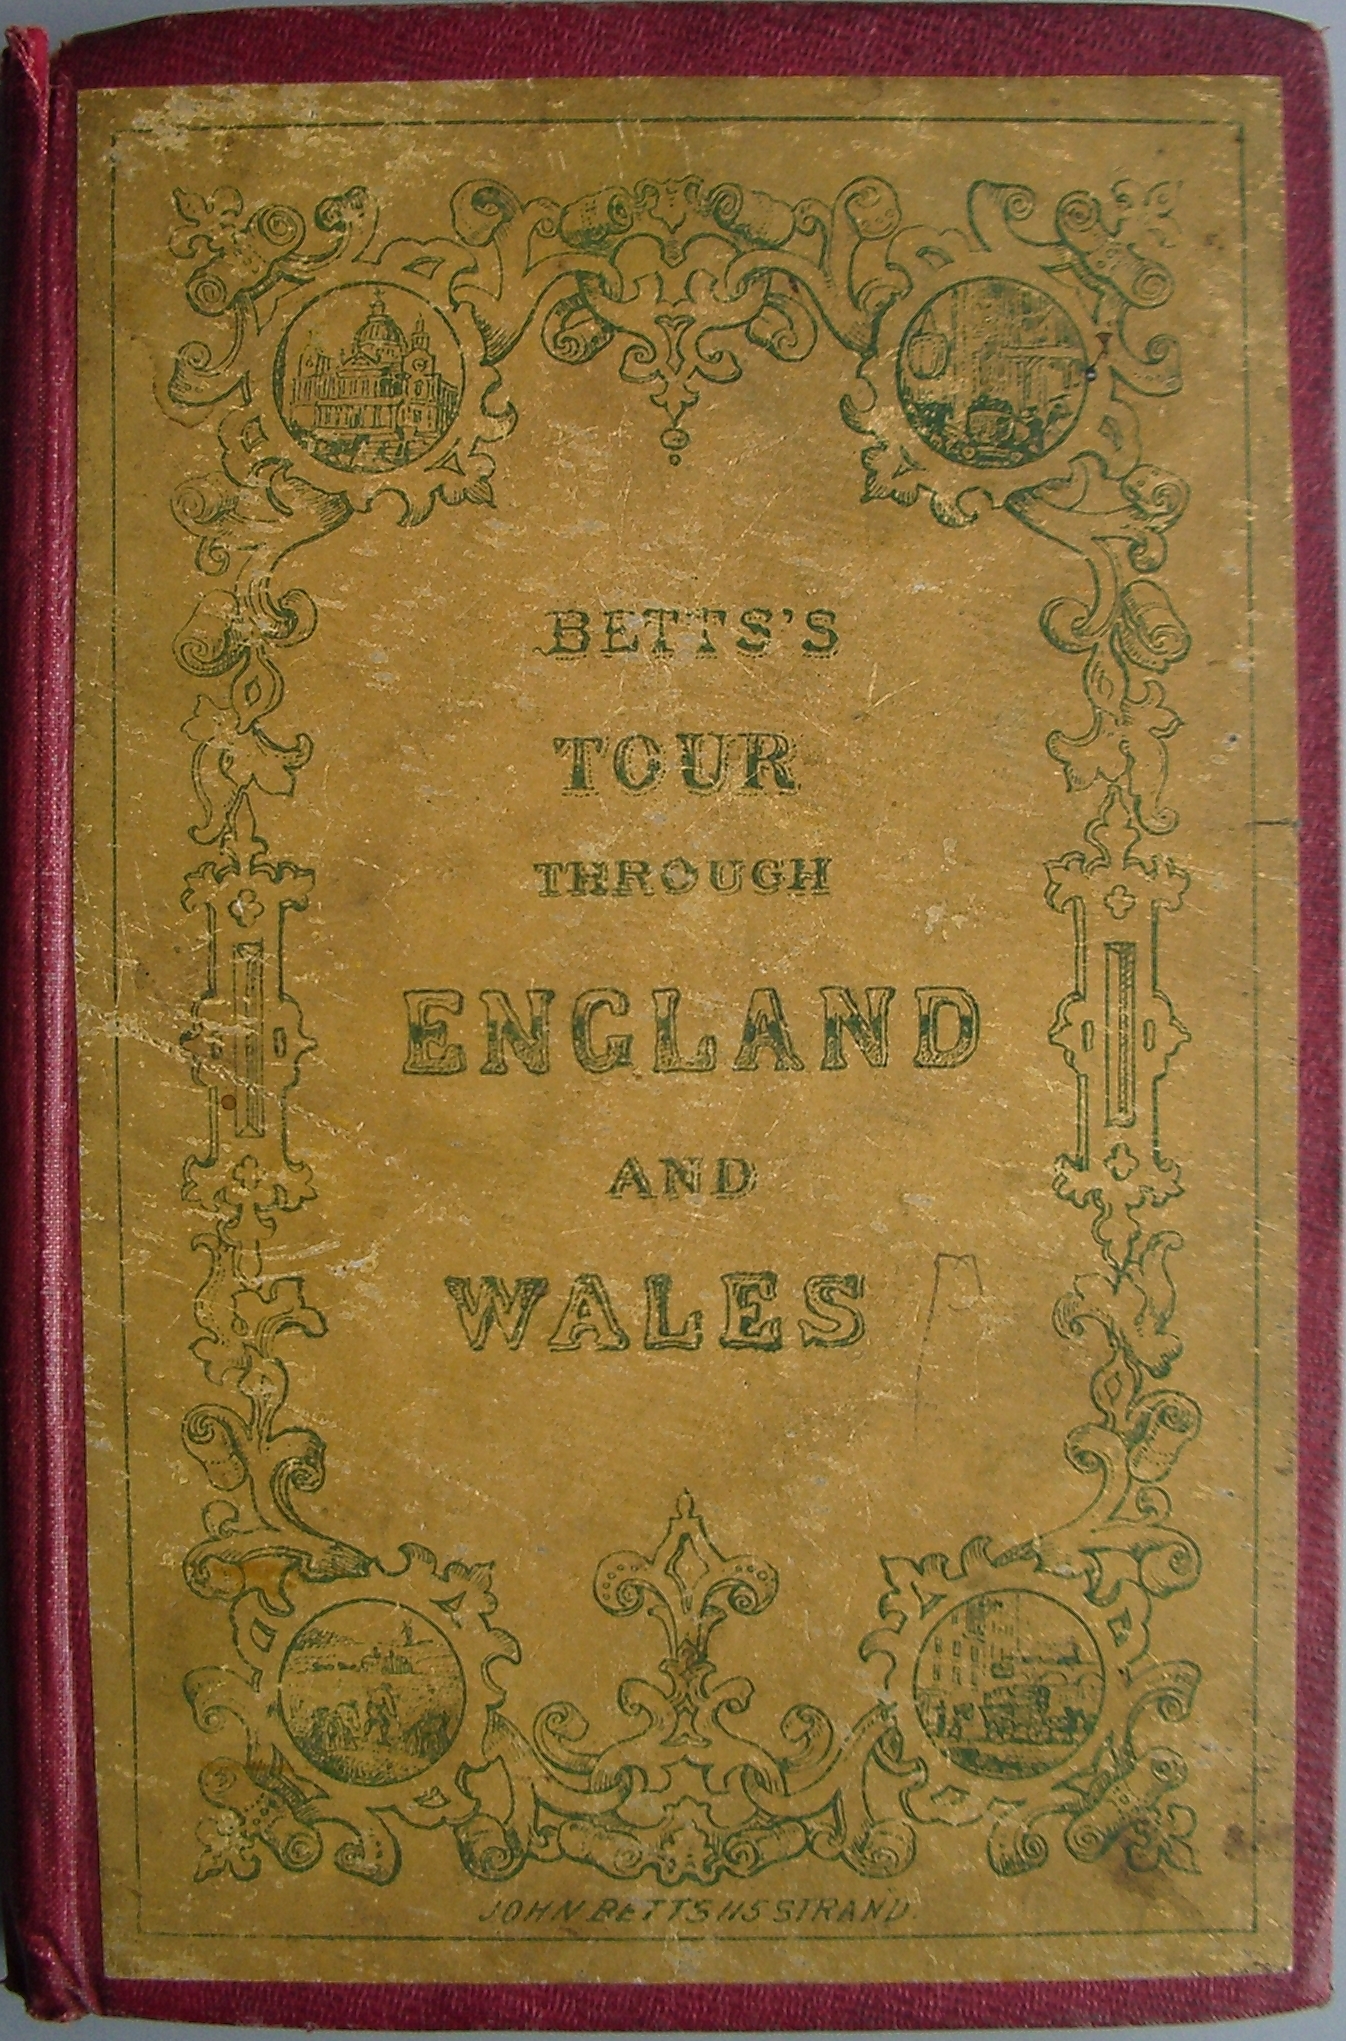 BETTS'S
TOUR
THROUGH
ENGLAND
AND
WALES
JOHN BETTS 115 STRAND.